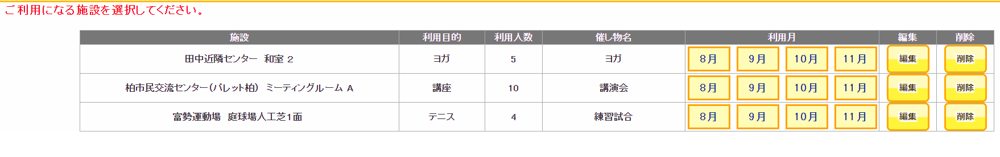 ご利用になる施設を選択してください。
施設 利用目的 利用人数 催し物名 利用月 編集 削除
田中近隣センター 和室２ ヨガ 5 ヨガ 8月 9月 10月 11月 編集 削除
柏市民交流センター（パレット柏） ミーティングルーム A 講座 10 講演会 8月 9月 10月 11月 編集 削除
富勢運動場 庭球場人工芝1面 テニス 4 練習試合 8月 9月 10月 11月 編集 削除